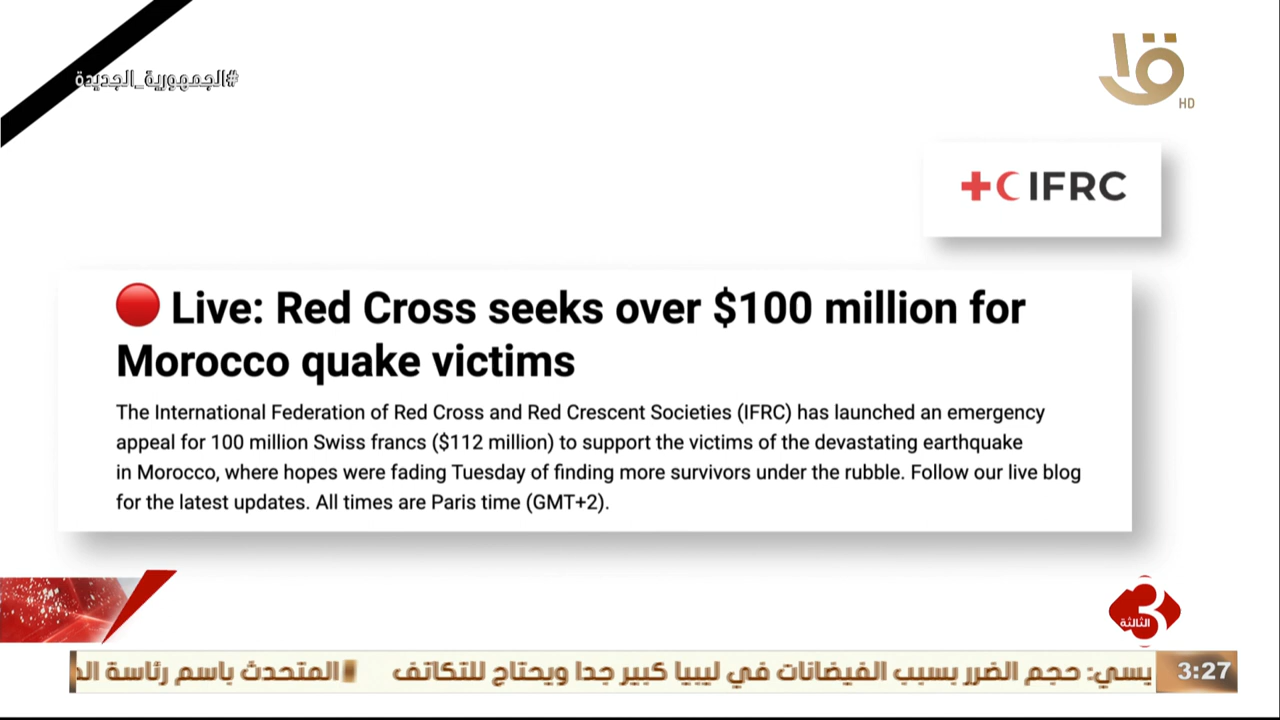 #الجمهورية_الجديدة
HD
IFRC
Live: Red Cross seeks over $100 million for
Morocco quake victims
The International Federation of Red Cross and Red Crescent Societies (IFRC) has launched an emergency
appeal for 100 million Swiss francs ($112 million) to support the victims of the devastating earthquake
in Morocco, where hopes were fading Tuesday of finding more survivors under the rubble. Follow our live blog
for the latest updates. All times are Paris time (GMT+2).
3
الثالثة
يسي: حجم الضرر بسبب الفيضانات في ليبيا كبير جدا ويحتاج للتكاتف المتحدث باسم رئاسة
3:27